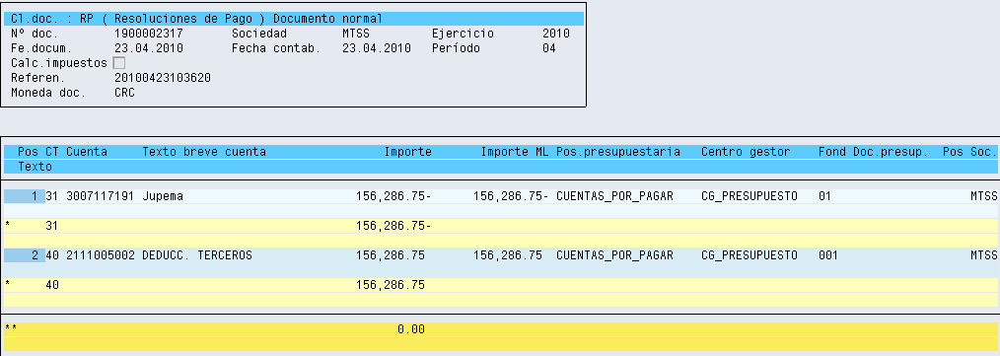 Cl.doc. : RP ( Resoluciones de Pago ) Documento normal
Nº doc. 1900002317 Sociedad MTSS Ejercicio 2010
Fe.docum. 23.04.2010 Fecha contab. 23.04.2010 Período 04
Calc.impuestos
Referen. 20100423103620
Moneda doc. CRC
Pos CT Cuenta Texto breve cuenta Importe Importe ML Pos.presupuestaria Centro gestor Fond Doc.presup. Pos Soc.
Texto
1 31 3007117191 Jupema 156,286.75- 156,286.75- CUENTAS_POR_PAGAR CG_PRESUPUESTO 01 MTSS
* 31 156,286.75-
2 40 2111005002 DEDUCC. TERCEROS 156,286.75 156,286.75 CUENTAS_POR_PAGAR CG_PRESUPUESTO 001 MTSS
* 40 156,286.75
** 0.00